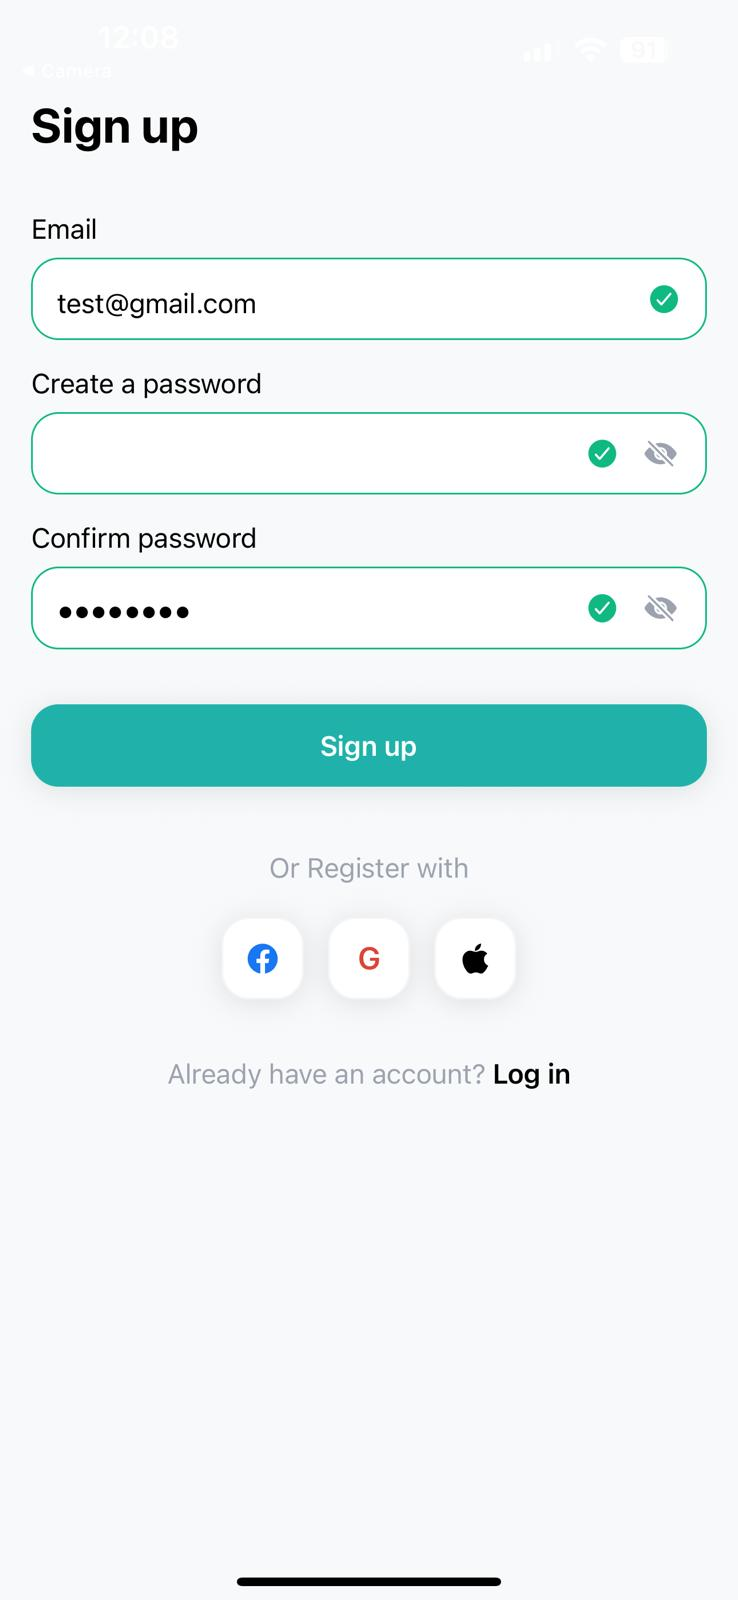 12:08
91
◀ Camera
Sign up
Email
test@gmail.com
Create a password
Confirm password
••••••••
Sign up
Or Register with
G
Already have an account? Log in